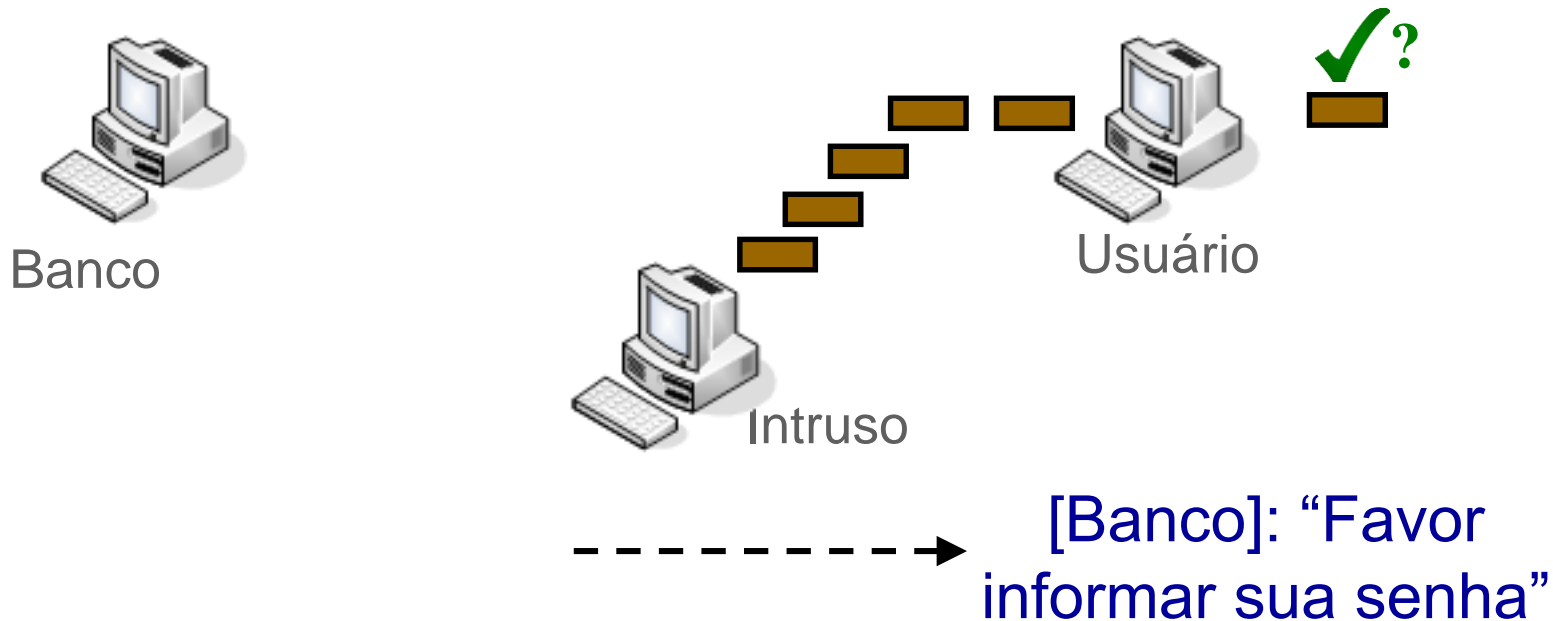 ?
Banco
Usuário
Intruso
[Banco]: “Favor
informar sua senha”